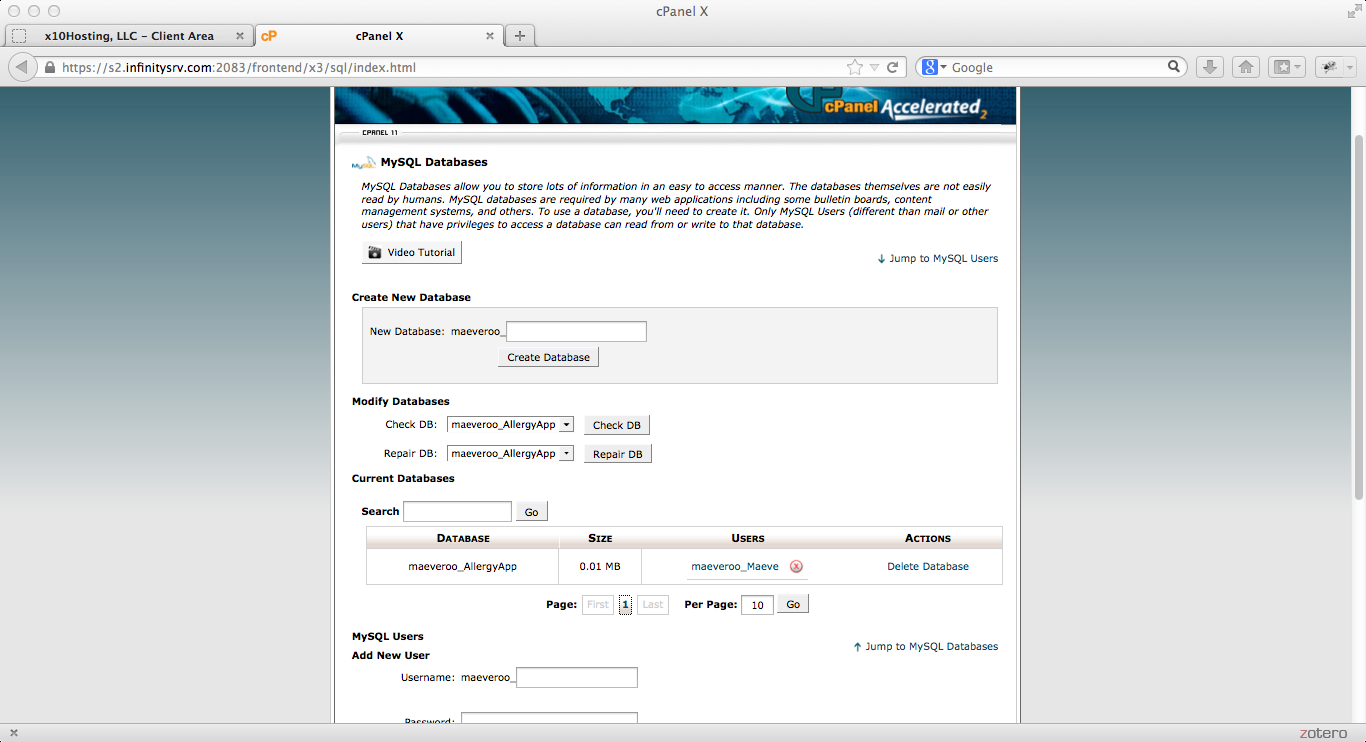 cPanel X
x10Hosting, LLC – Client Area
cP
cPanel X
https://s2.infinitysrv.com:2083/frontend/x3/sql/index.html
8
Google
cPanel Accelerated2
CPANEL 11
MySQL MySQL Databases
MySQL Databases allow you to store lots of information in an easy to access manner. The databases themselves are not easily
read by humans. MySQL databases are required by many web applications including some bulletin boards, content
management systems, and others. To use a database, you'll need to create it. Only MySQL Users (different than mail or other
users) that have privileges to access a database can read from or write to that database.
Video Tutorial
↓ Jump to MySQL Users
Create New Database
New Database: maeveroo_
Create Database
Modify Databases
Check DB: maeveroo_AllergyApp Check DB
Repair DB: maeveroo_AllergyApp Repair DB
Current Databases
Search Go
DATABASE SIZE USERS ACTIONS
maeveroo_AllergyApp 0.01 MB maeveroo_Maeve Delete Database
Page: First 1 Last Per Page: 10 Go
MySQL Users
↑ Jump to MySQL Databases
Add New User
Username: maeveroo_
Password:
zotero